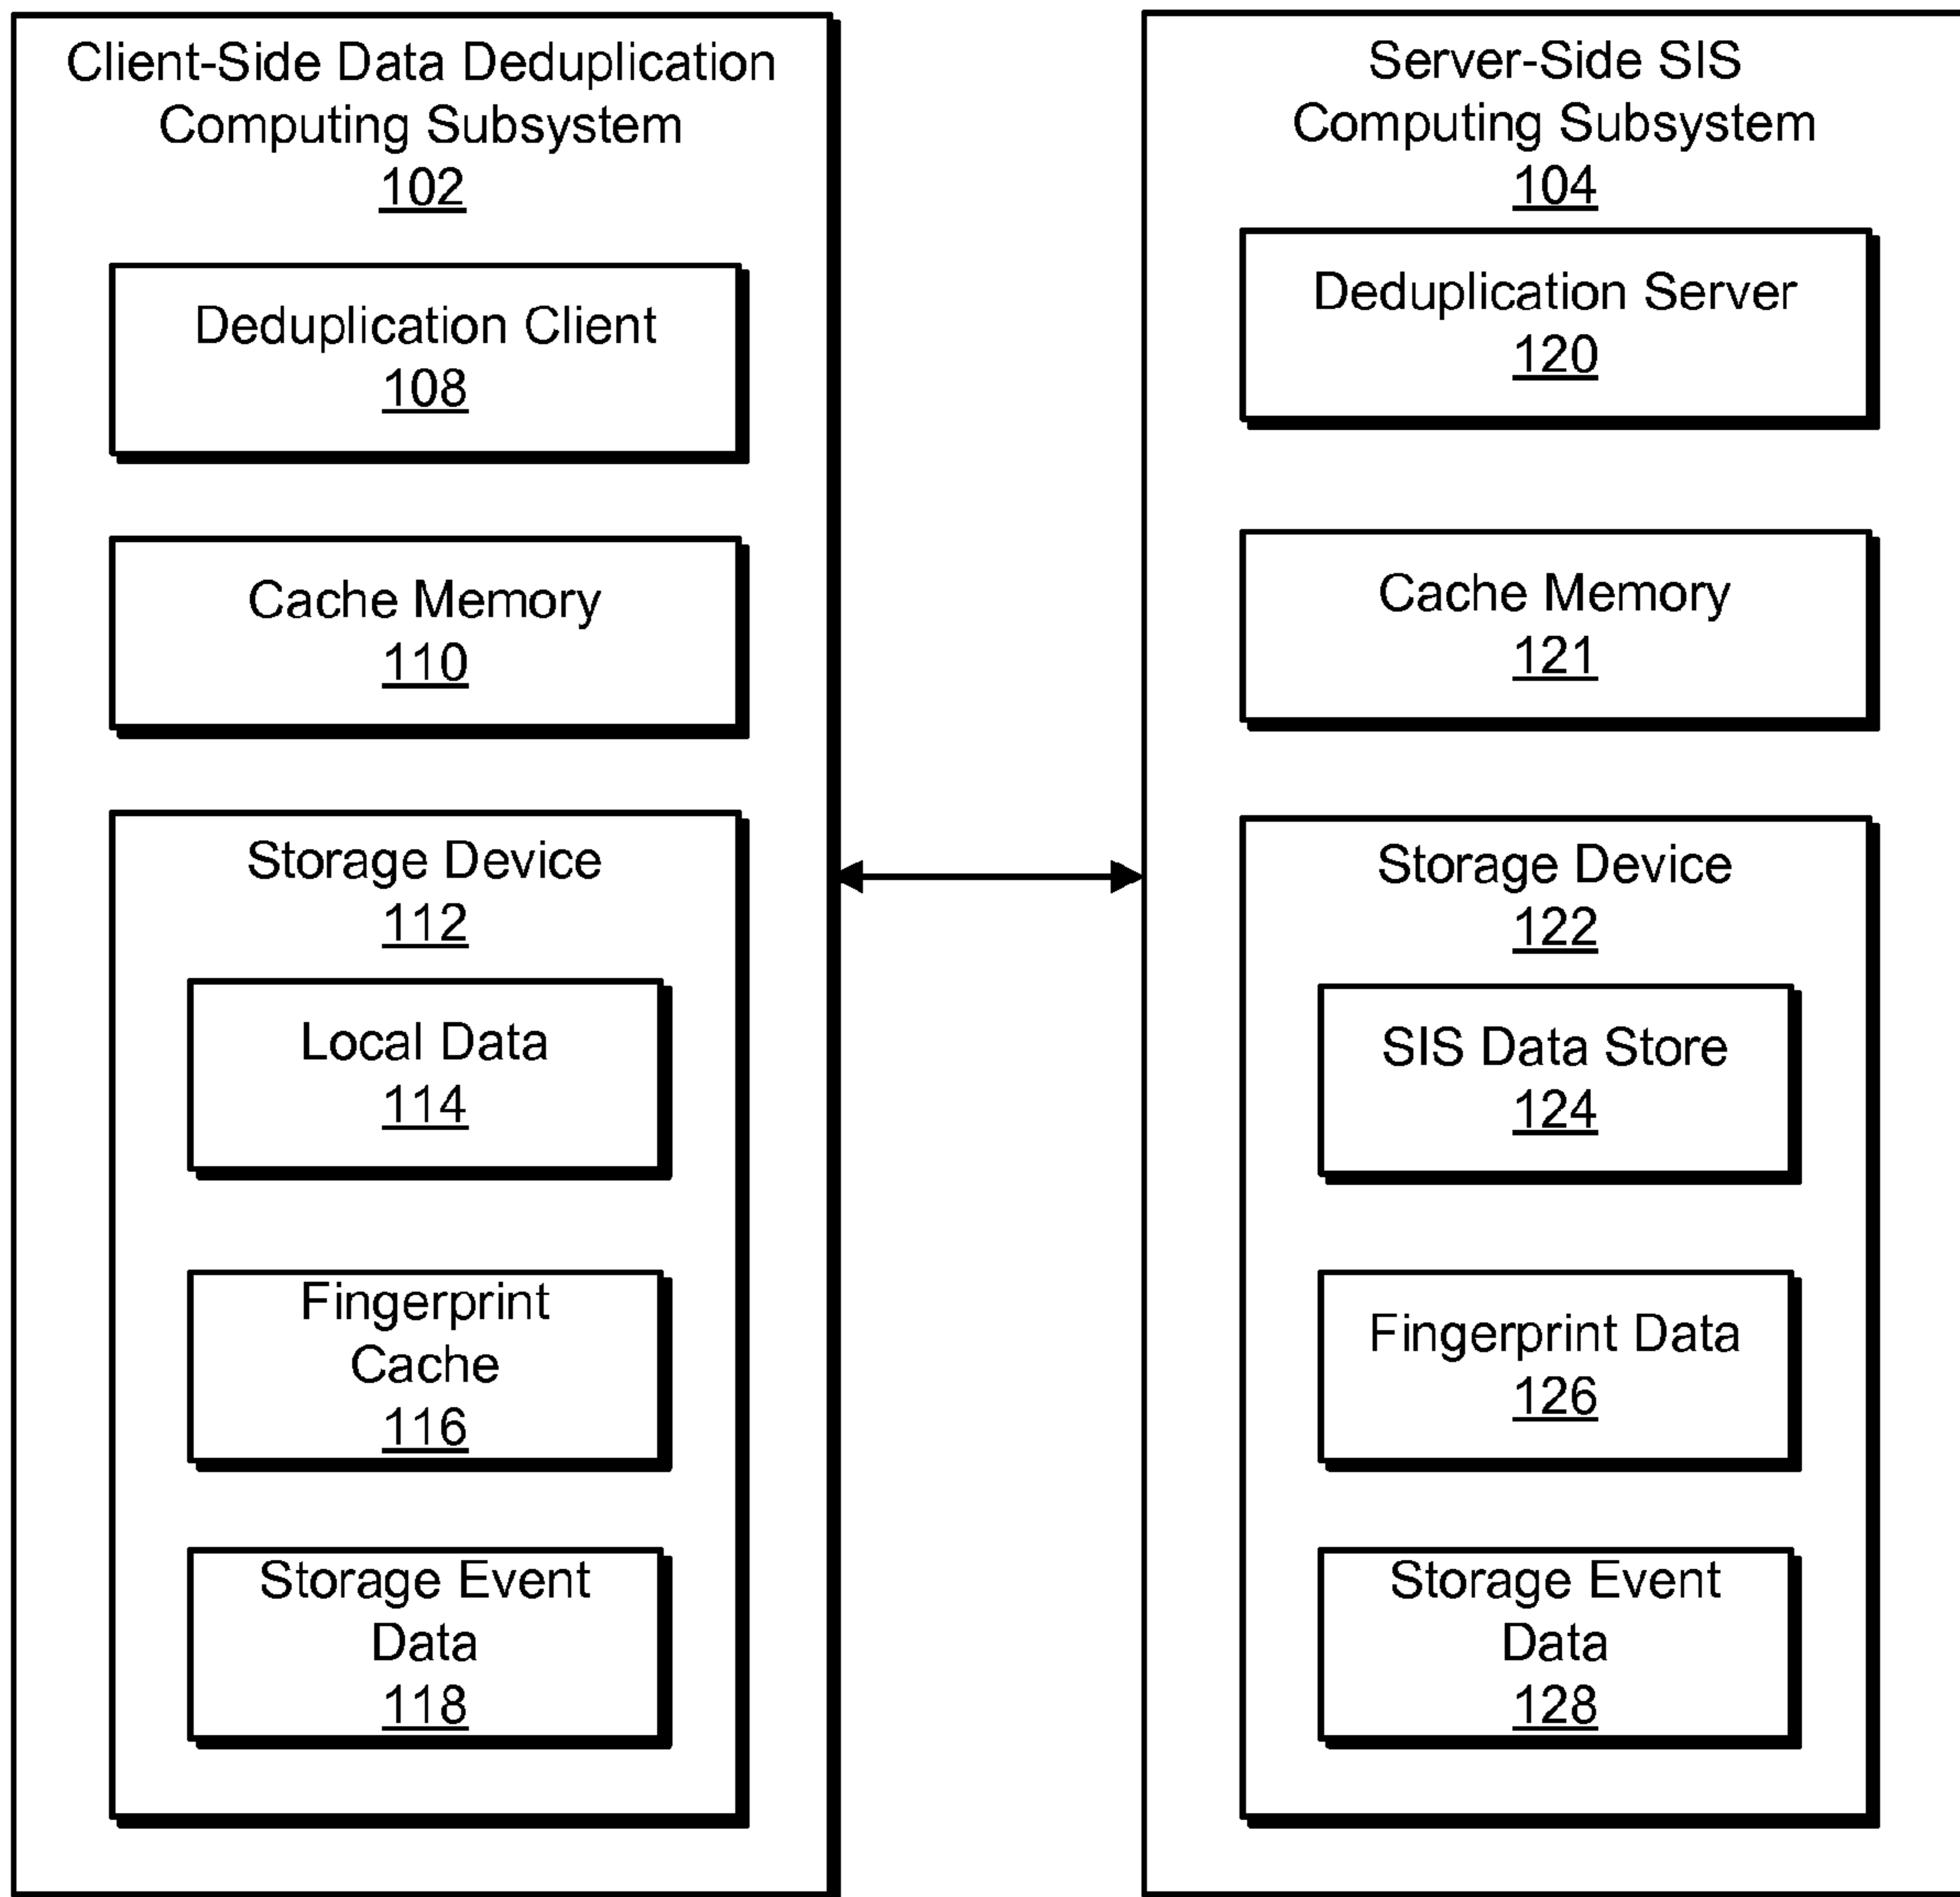 Client-Side Data Deduplication
Computing Subsystem
102
Deduplication Client
108
Cache Memory
110
Storage Device
112
Local Data
114
Fingerprint
Cache
116
Storage Event
Data
118
Server-Side SIS
Computing Subsystem
104
Deduplication Server
120
Cache Memory
121
Storage Device
122
SIS Data Store
124
Fingerprint Data
126
Storage Event
Data
128